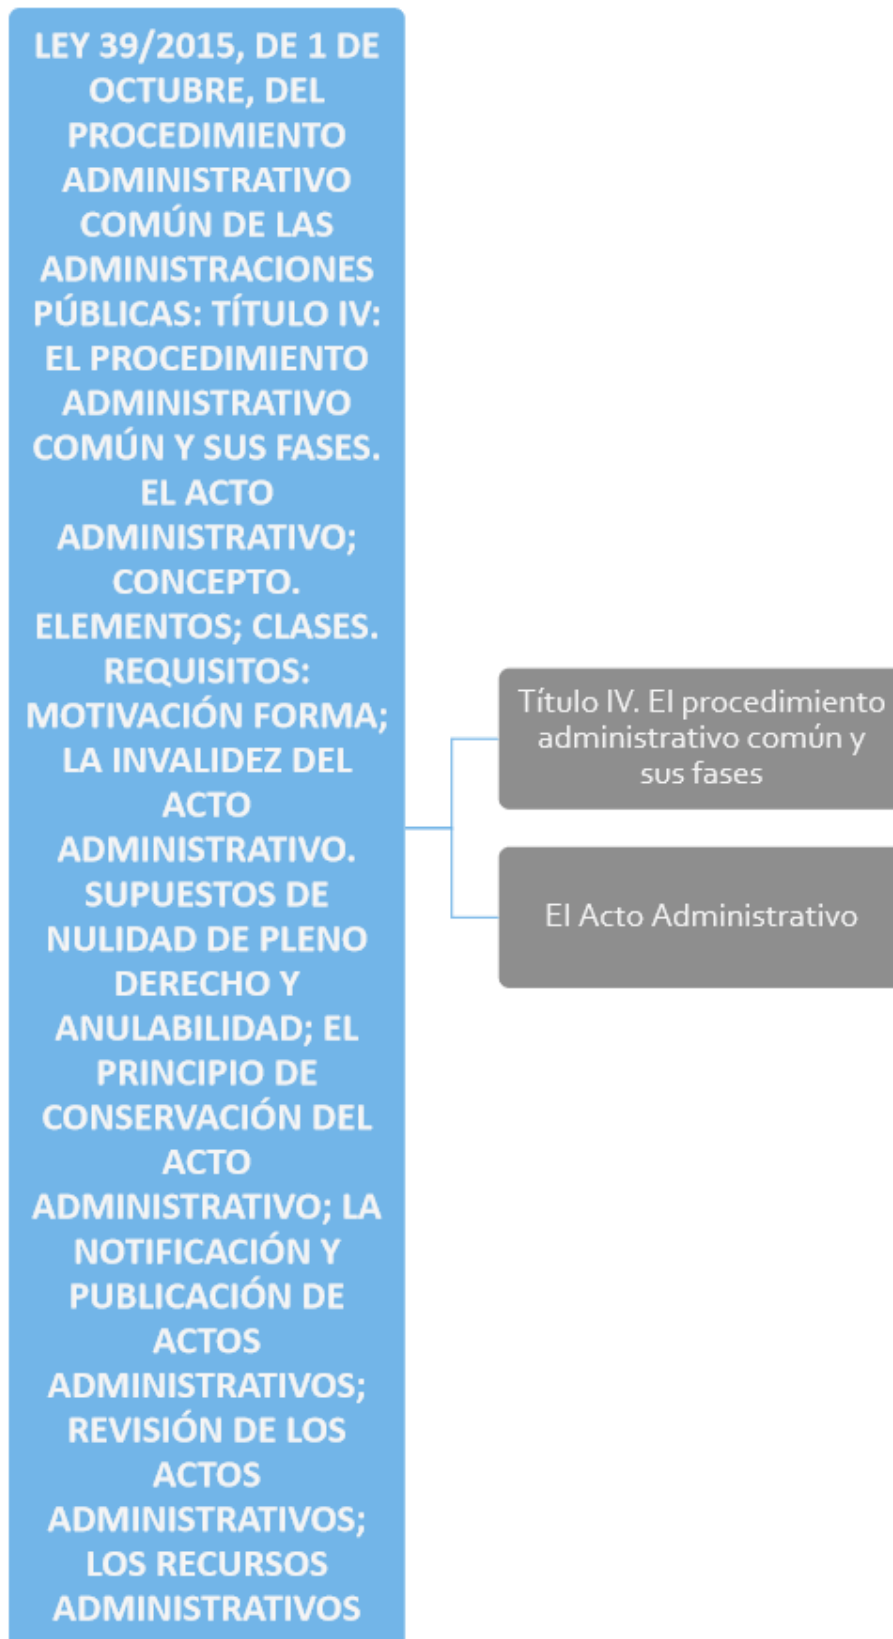 LEY 39/2015, DE 1 DE
OCTUBRE, DEL
PROCEDIMIENTO
ADMINISTRATIVO
COMÚN DE LAS
ADMINISTRACIONES
PÚBLICAS: TÍTULO IV:
EL PROCEDIMIENTO
ADMINISTRATIVO
COMÚN Y SUS FASES.
EL ACTO
ADMINISTRATIVO;
CONCEPTO.
ELEMENTOS; CLASES.
REQUISITOS:
MOTIVACIÓN FORMA;
LA INVALIDEZ DEL
ACTO
ADMINISTRATIVO.
SUPUESTOS DE
NULIDAD DE PLENO
DERECHO Y
ANULABILIDAD; EL
PRINCIPIO DE
CONSERVACIÓN DEL
ACTO
ADMINISTRATIVO; LA
NOTIFICACIÓN Y
PUBLICACIÓN DE
ACTOS
ADMINISTRATIVOS;
REVISIÓN DE LOS
ACTOS
ADMINISTRATIVOS;
LOS RECURSOS
ADMINISTRATIVOS
Título IV. El procedimiento
administrativo común y
sus fases
El Acto Administrativo